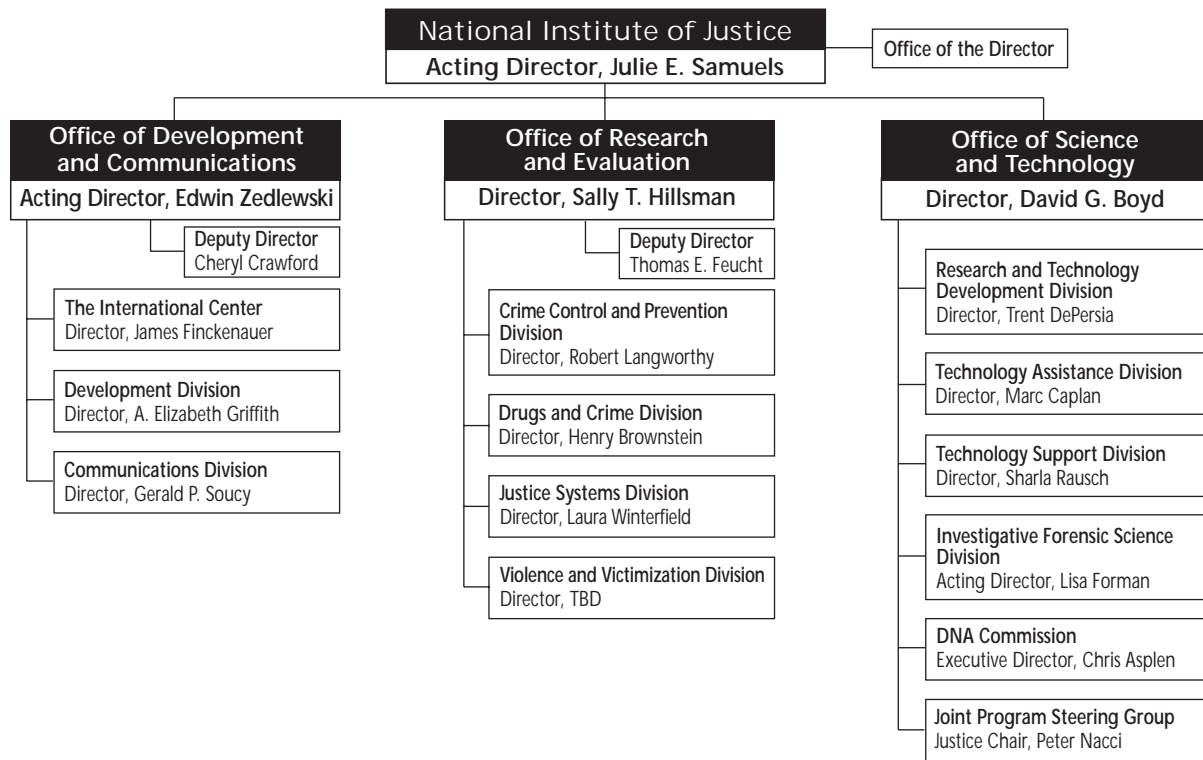 National Institute of Justice
Acting Director, Julie E. Samuels
Office of the Director
Office of Development
and Communications
Acting Director, Edwin Zedlewski
Deputy Director
Cheryl Crawford
The International Center
Director, James Finckenauer
Development Division
Director, A. Elizabeth Griffith
Communications Division
Director, Gerald P. Soucy
Office of Research
and Evaluation
Director, Sally T. Hillsman
Deputy Director
Thomas E. Feucht
Crime Control and Prevention
Division
Director, Robert Langworthy
Drugs and Crime Division
Director, Henry Brownstein
Justice Systems Division
Director, Laura Winterfield
Violence and Victimization Division
Director, TBD
Office of Science
and Technology
Director, David G. Boyd
Research and Technology
Development Division
Director, Trent DePersia
Technology Assistance Division
Director, Marc Caplan
Technology Support Division
Director, Sharla Rausch
Investigative Forensic Science
Division
Acting Director, Lisa Forman
DNA Commission
Executive Director, Chris Asplen
Joint Program Steering Group
Justice Chair, Peter Nacci